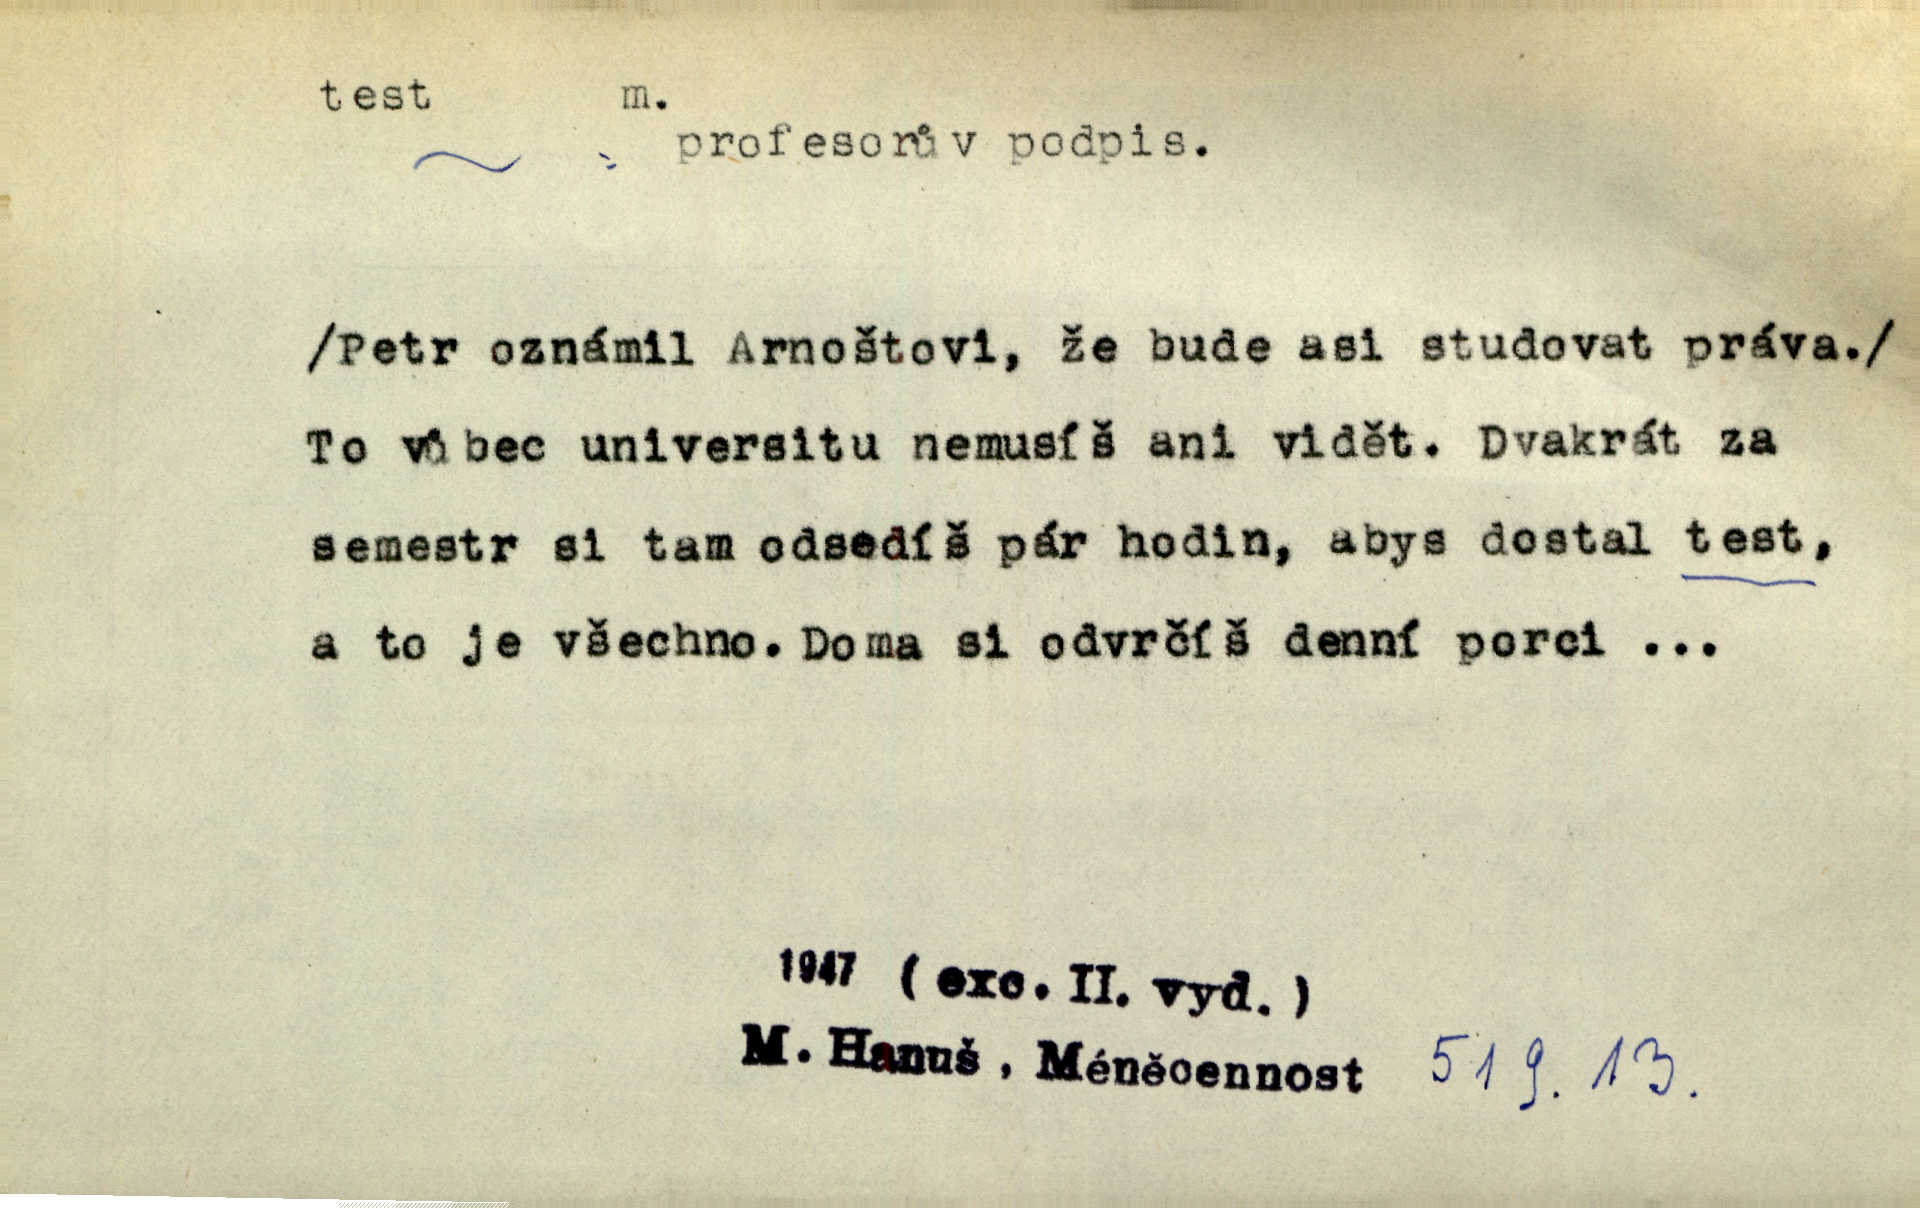 test m.
profesorův podpis.
/Petr oznámil Arnoštovi, že bude asi studovat práva./
To vůbec universitu nemusíš ani vidět. Dvakrát za
semestr si tam odsedíš pár hodin, abys dostal test,
a to je všechno. Doma si odvrčíš denní porci ...
1947 (exc. II. vyd.)
M. Hanuš, Méněcennost 519.13.